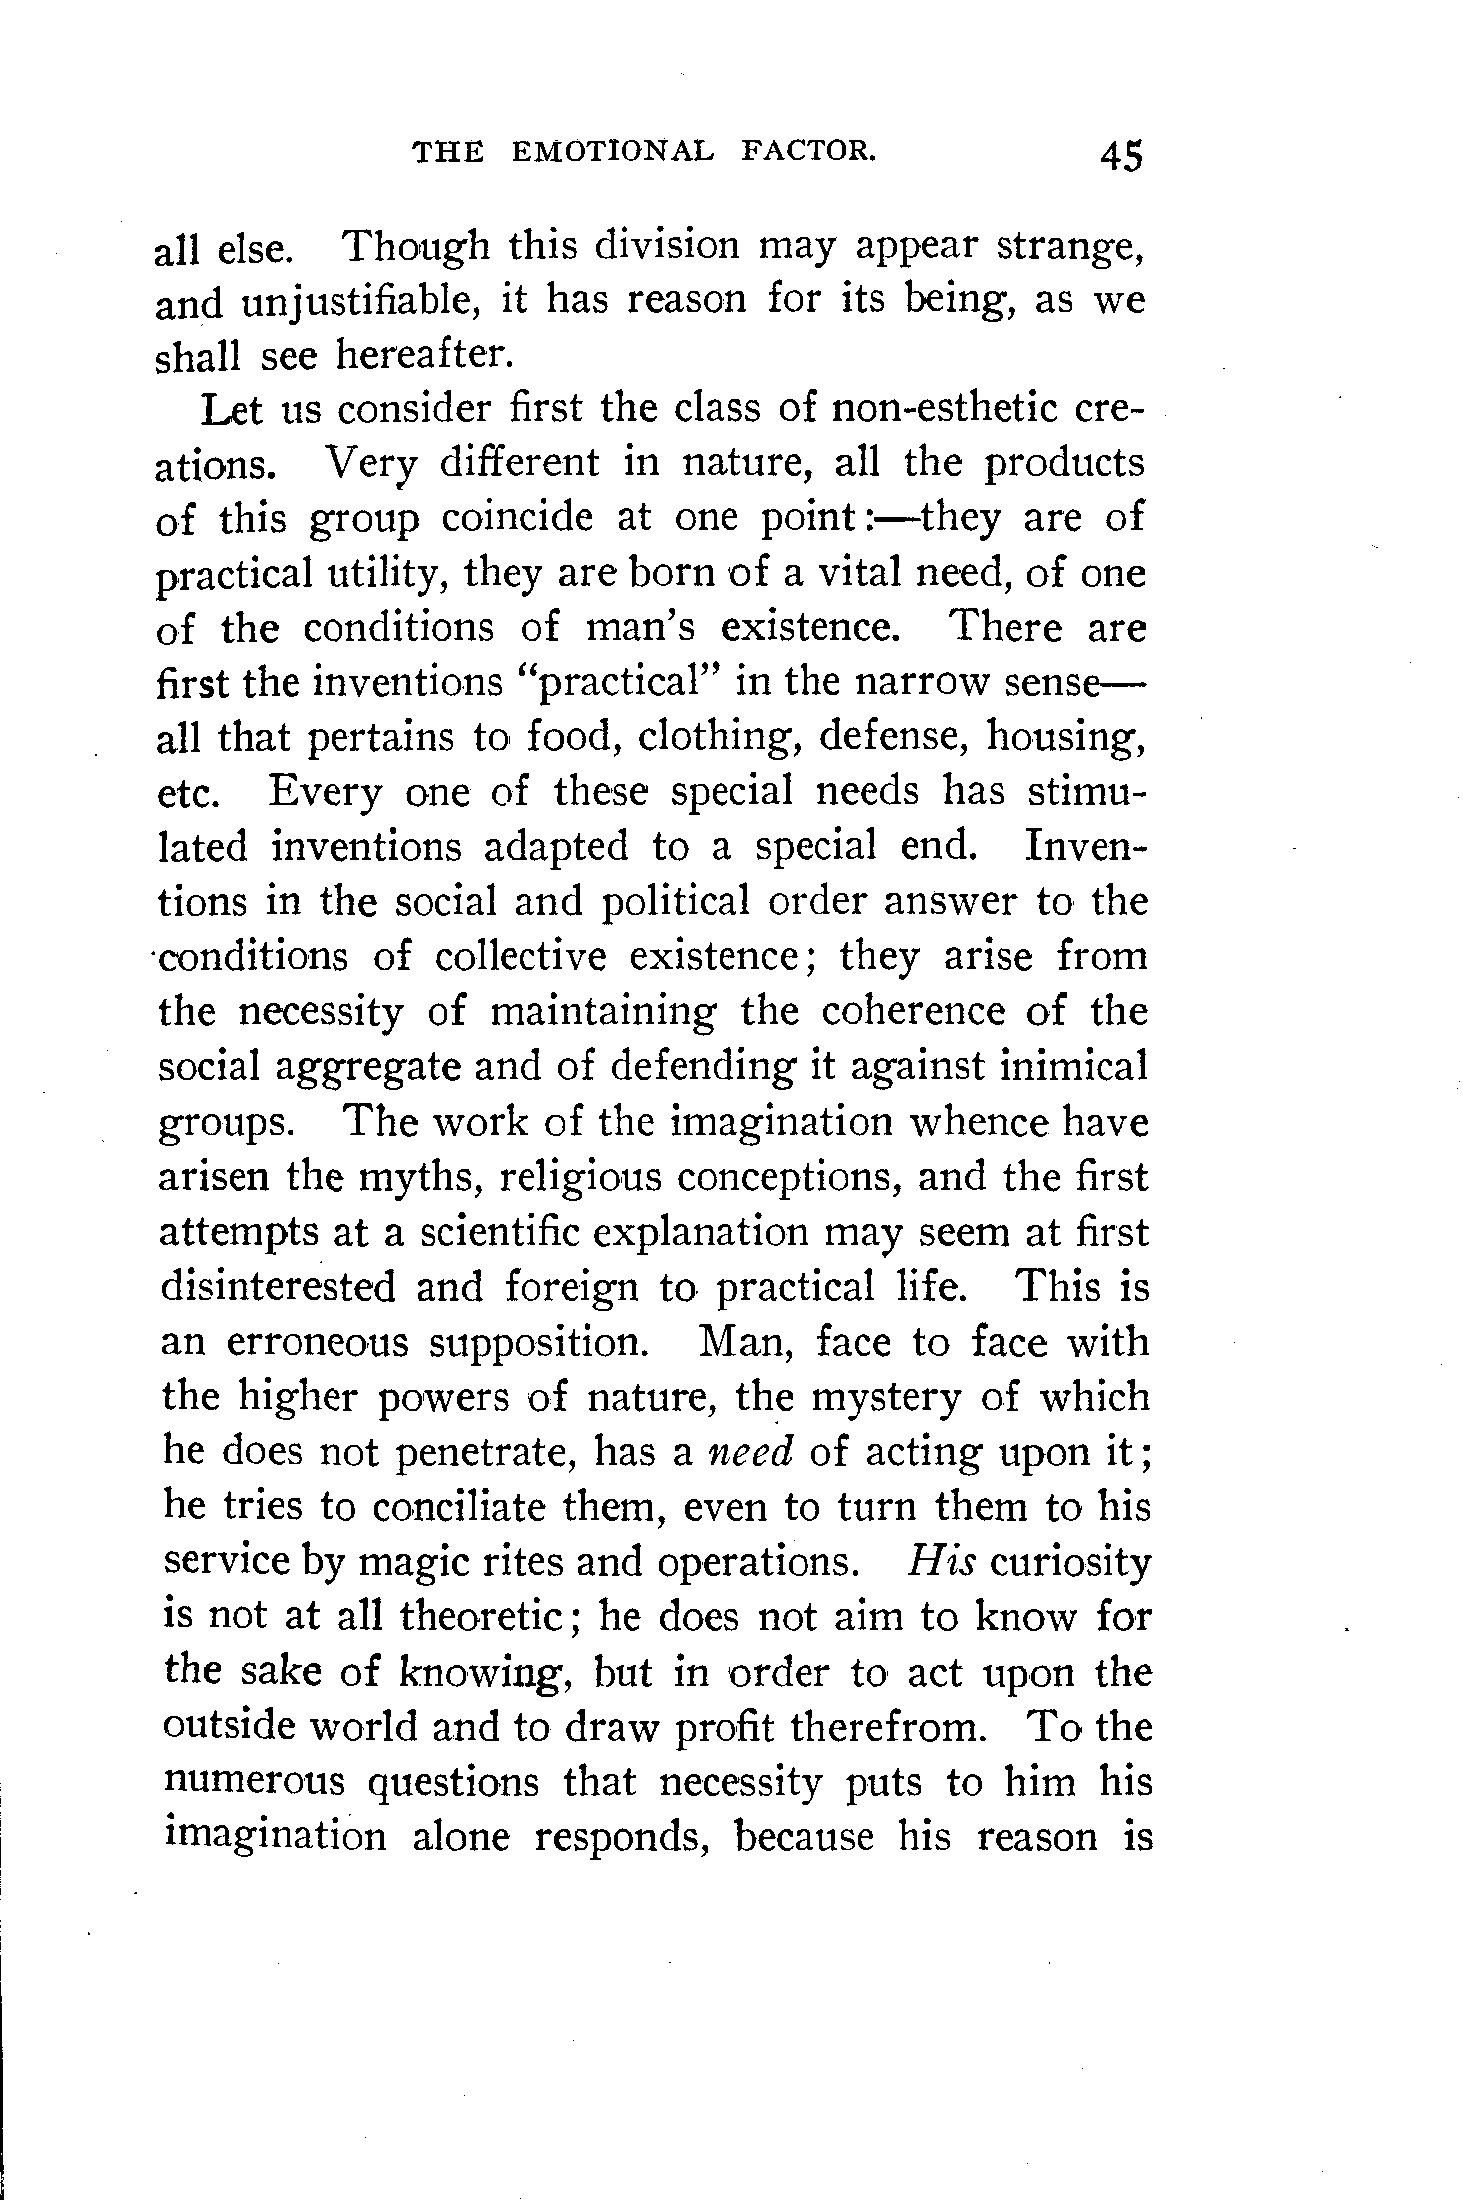 THE EMOTIONAL FACTOR. 45
all else. Though this division may appear strange,
and unjustifiable, it has reason for its being, as we
shall see hereafter.
Let us consider first the class of non-esthetic cre-
ations. Very different in nature, all the products
of this group coincide at one point:—they are of
practical utility, they are born of a vital need, of one
of the conditions of man's existence. There are
first the inventions “practical” in the narrow sense—
all that pertains to food, clothing, defense, housing,
etc. Every one of these special needs has stimu-
lated inventions adapted to a special end. Inven-
tions in the social and political order answer to the
conditions of collective existence; they arise from
the necessity of maintaining the coherence of the
social aggregate and of defending it against inimical
groups. The work of the imagination whence have
arisen the myths, religious conceptions, and the first
attempts at a scientific explanation may seem at first
disinterested and foreign to practical life. This is
an erroneous supposition. Man, face to face with
the higher powers of nature, the mystery of which
he does not penetrate, has a need of acting upon it;
he tries to conciliate them, even to turn them to his
service by magic rites and operations. His curiosity
is not at all theoretic; he does not aim to know for
the sake of knowing, but in order to act upon the
outside world and to draw profit therefrom. To the
numerous questions that necessity puts to him his
imagination alone responds, because his reason is